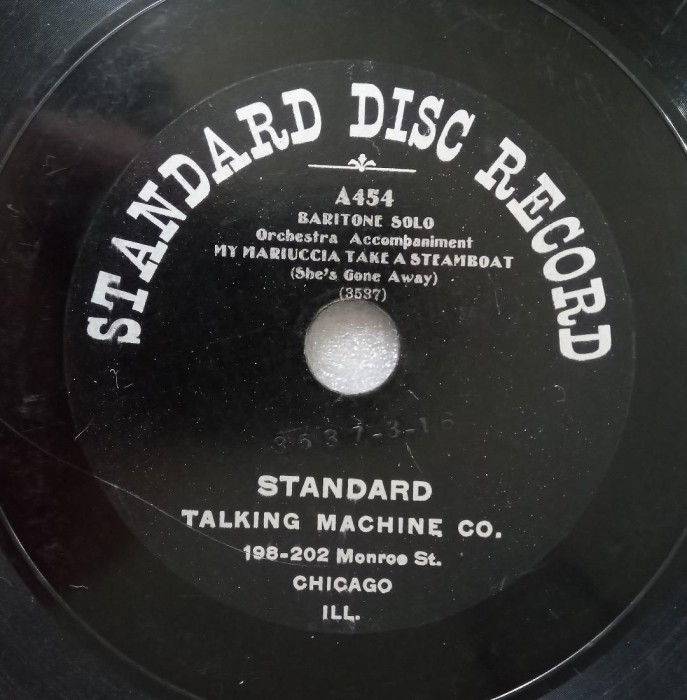 STANDARD DISC RECORD
A454
BARITONE SOLO
Orchestra Accompaniment
MY MARIUCCIA TAKE A STEAMBOAT
(She's Gone Away)
(3537)
3537-3-16
STANDARD
TALKING MACHINE CO.
198-202 Monroe St.
CHICAGO
ILL.